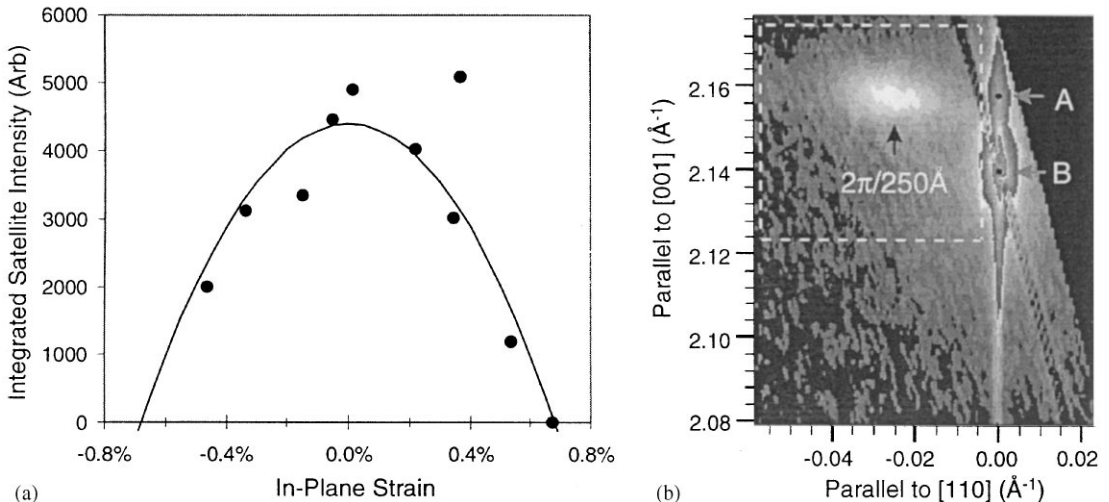 Integrated Satellite Intensity (Arb)
6000
5000
4000
3000
2000
1000
0
-0.8%
-0.4%
0.0%
0.4%
0.8%
In-Plane Strain
(a)
Parallel to [001] (Å⁻¹)
2.16
2.14
2.12
2.10
2.08
A
B
2π/250Å
-0.04
-0.02
0.00
0.02
Parallel to [110] (Å⁻¹)
(b)